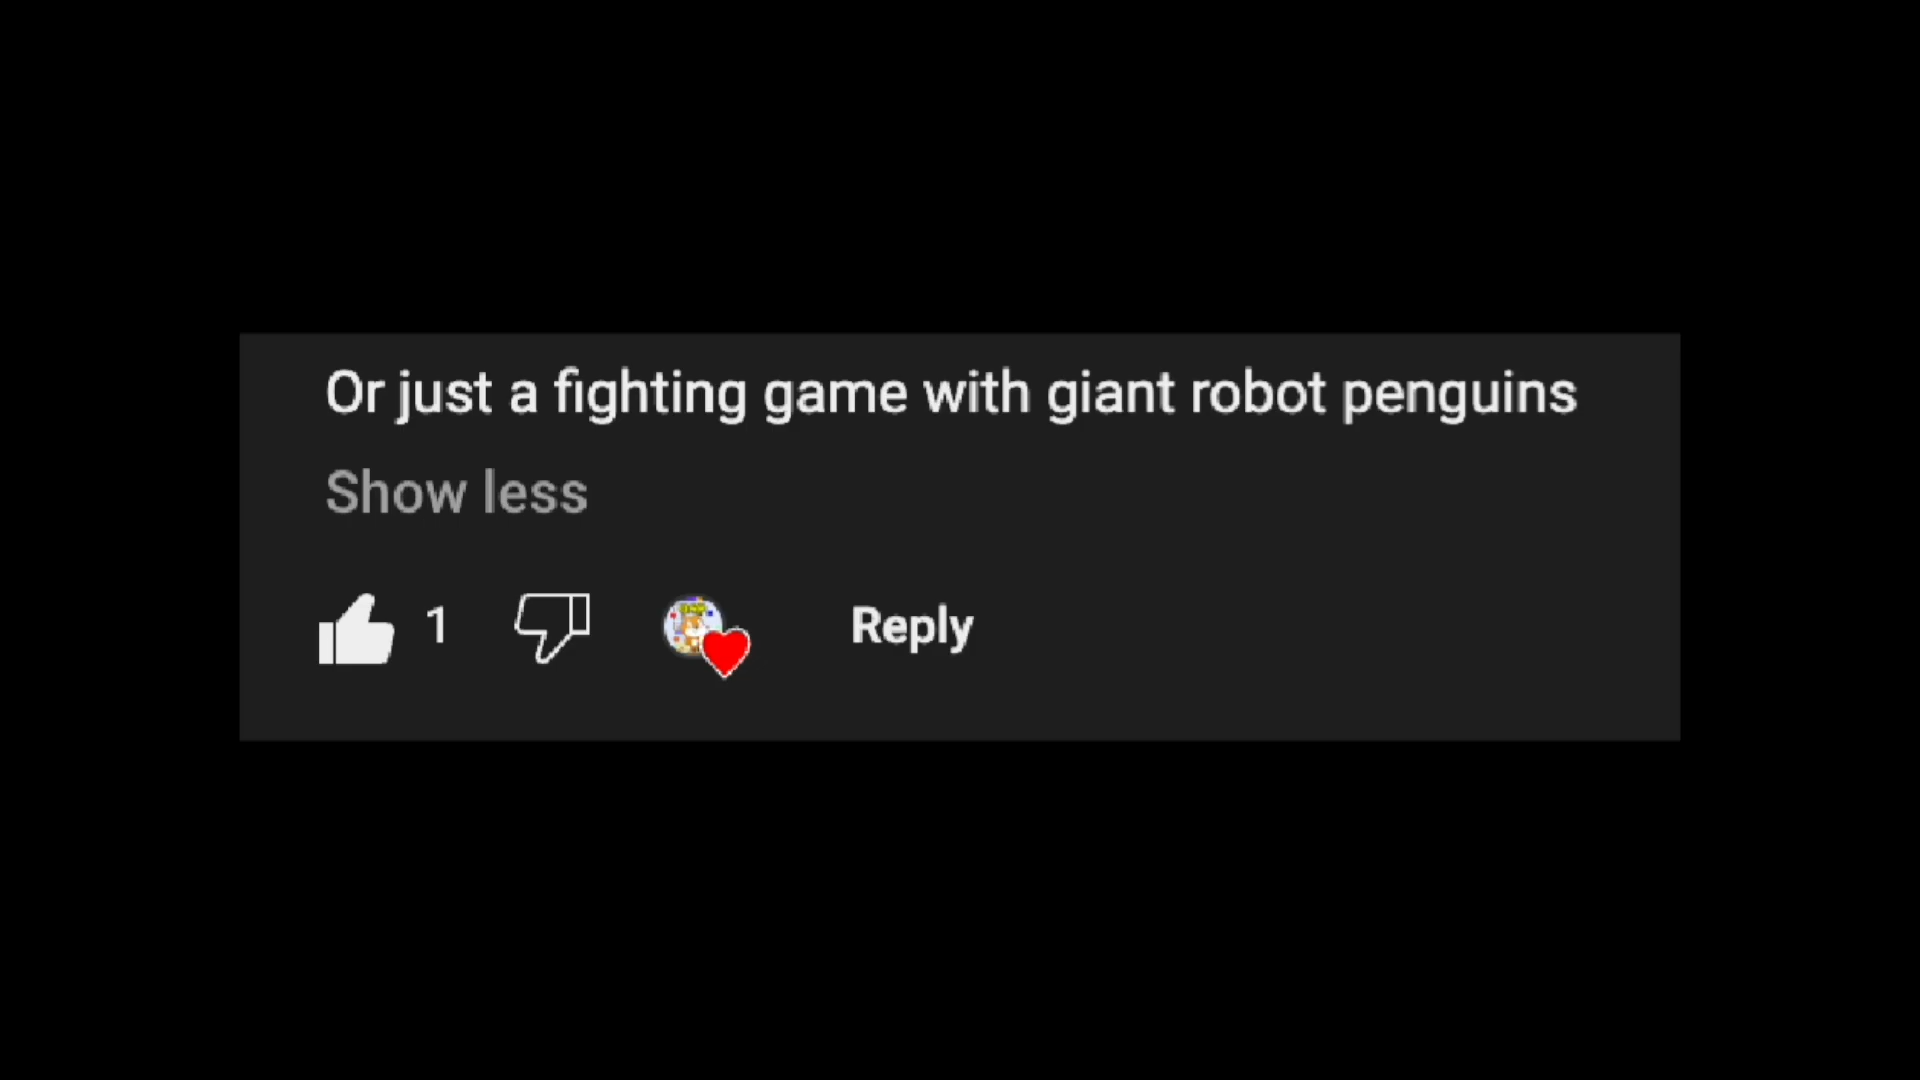 Or just a fighting game with giant robot penguins
Show less
1
Reply